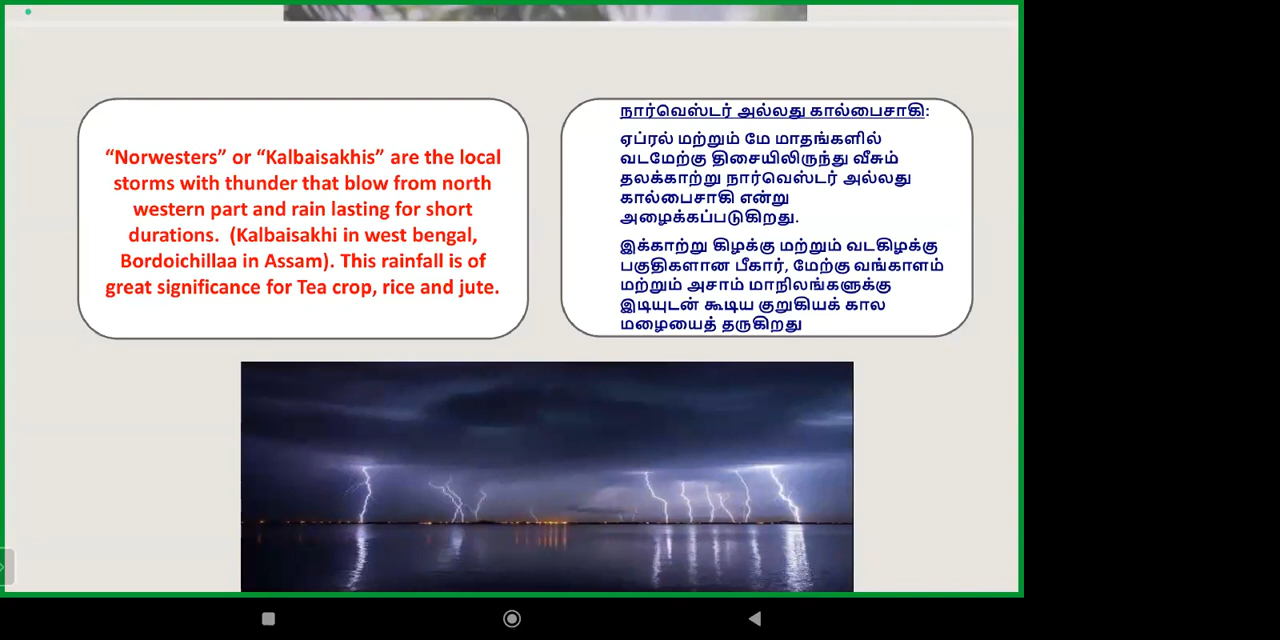 “Norwesters” or “Kalbaisakhis” are the local
storms with thunder that blow from north
western part and rain lasting for short
durations.  (Kalbaisakhi in west bengal,
Bordoichillaa in Assam). This rainfall is of
great significance for Tea crop, rice and jute.
நார்வெஸ்டர் அல்லது கால்பைசாகி:
ஏப்ரல் மற்றும் மே மாதங்களில்
வடமேற்கு திசையிலிருந்து வீசும்
தலக்காற்று நார்வெஸ்டர் அல்லது
கால்பைசாகி என்று
அழைக்கப்படுகிறது.
இக்காற்று கிழக்கு மற்றும் வடகிழக்கு
பகுதிகளான பீகார், மேற்கு வங்காளம்
மற்றும் அசாம் மாநிலங்களுக்கு
இடியுடன் கூடிய குறுகியக் கால
மழையைத் தருகிறது